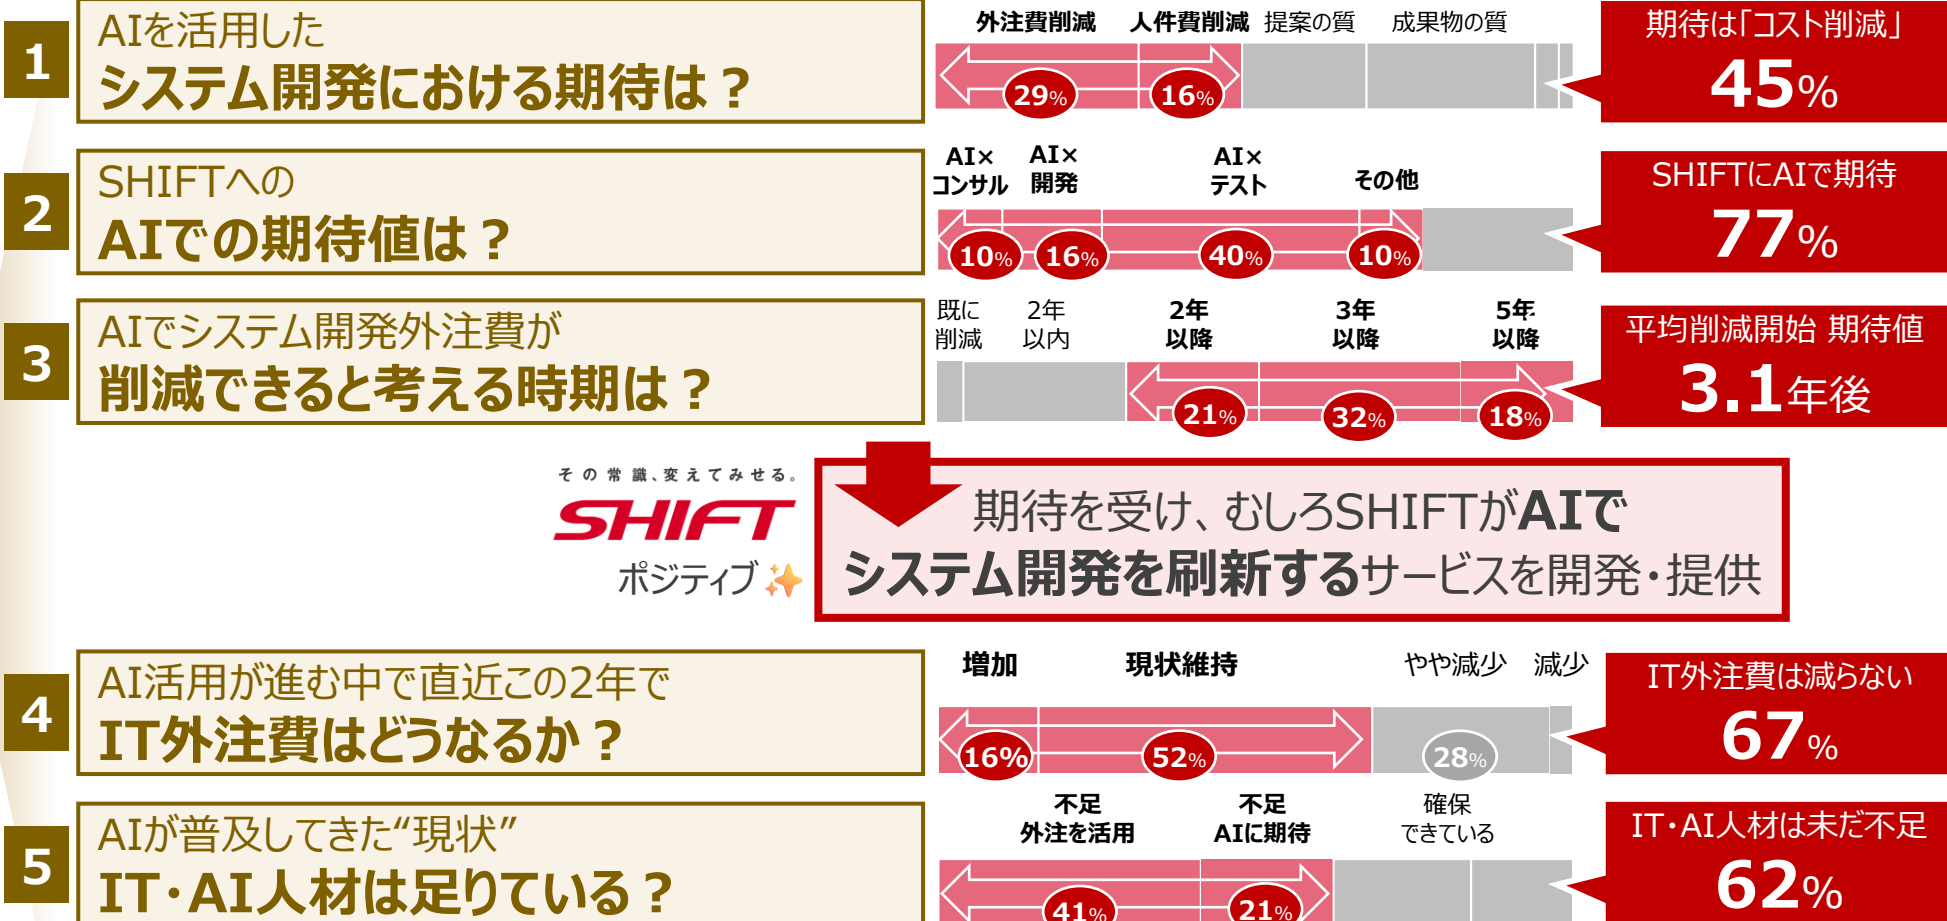 1
AIを活用した
システム開発における期待は？
外注費削減 人件費削減 提案の質 成果物の質
29% 16%
期待は「コスト削減」
45%
2
SHIFTへの
AIでの期待値は？
AI×
コンサル
AI×
開発
AI×
テスト
その他
10% 16% 40% 10%
SHIFTにAIで期待
77%
3
AIでシステム開発外注費が
削減できると考える時期は？
既に
削減
2年
以内
2年
以降
3年
以降
5年
以降
21% 32% 18%
平均削減開始 期待値
3.1年後
その常識、変えてみせる。
SHIFT
ポジティブ✨
期待を受け、むしろSHIFTがAIで
システム開発を刷新するサービスを開発・提供
4
AI活用が進む中で直近この2年で
IT外注費はどうなるか？
増加 現状維持 やや減少 減少
16% 52% 28%
IT外注費は減らない
67%
5
AIが普及してきた“現状”
IT・AI人材は足りている？
不足
外注を活用
不足
AIに期待
確保
できている
41% 21%
IT・AI人材は未だ不足
62%